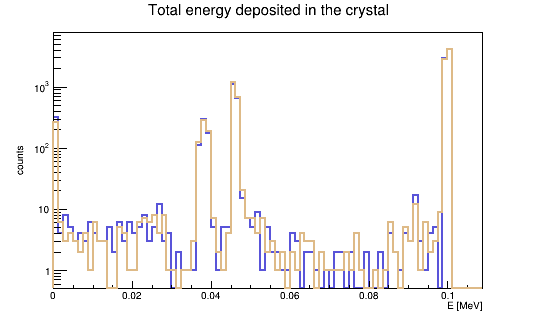 Total energy deposited in the crystal
counts
10³
10²
10
1
0 0.02 0.04 0.06 0.08 0.1
E [MeV]